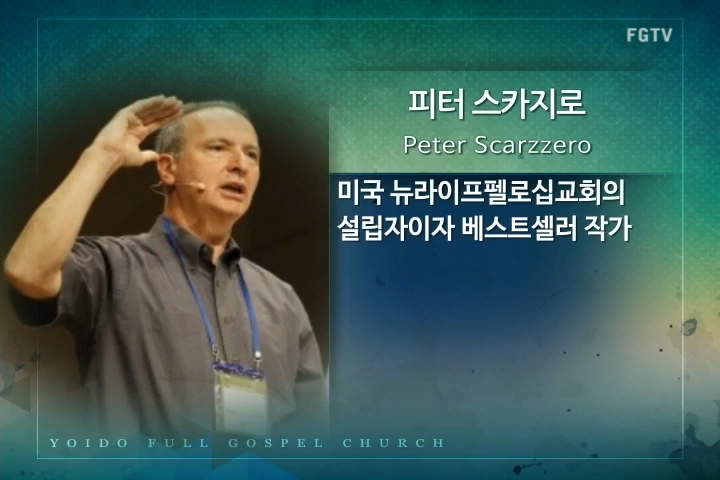 FGTV
피터 스카지로
Peter Scarzzero
미국 뉴라이프펠로십교회의
설립자이자 베스트셀러 작가
YOIDO FULL GOSPEL CHURCH